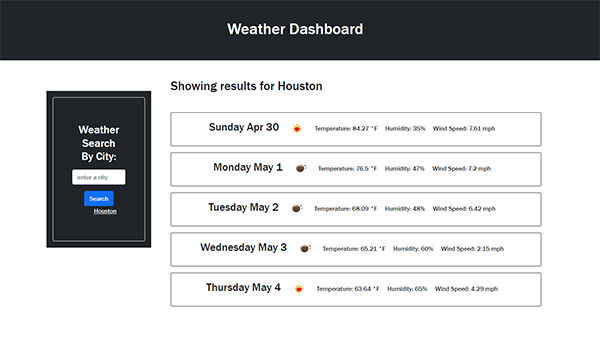 Weather Dashboard
Weather
Search
By City:
enter a city
Search
Houston
Showing results for Houston
Sunday Apr 30 Temperature: 84.27 °F Humidity: 35% Wind Speed: 7.61 mph
Monday May 1 Temperature: 76.5 °F Humidity: 47% Wind Speed: 7.2 mph
Tuesday May 2 Temperature: 68.09 °F Humidity: 48% Wind Speed: 6.42 mph
Wednesday May 3 Temperature: 65.21 °F Humidity: 60% Wind Speed: 2.15 mph
Thursday May 4 Temperature: 63.64 °F Humidity: 65% Wind Speed: 4.29 mph